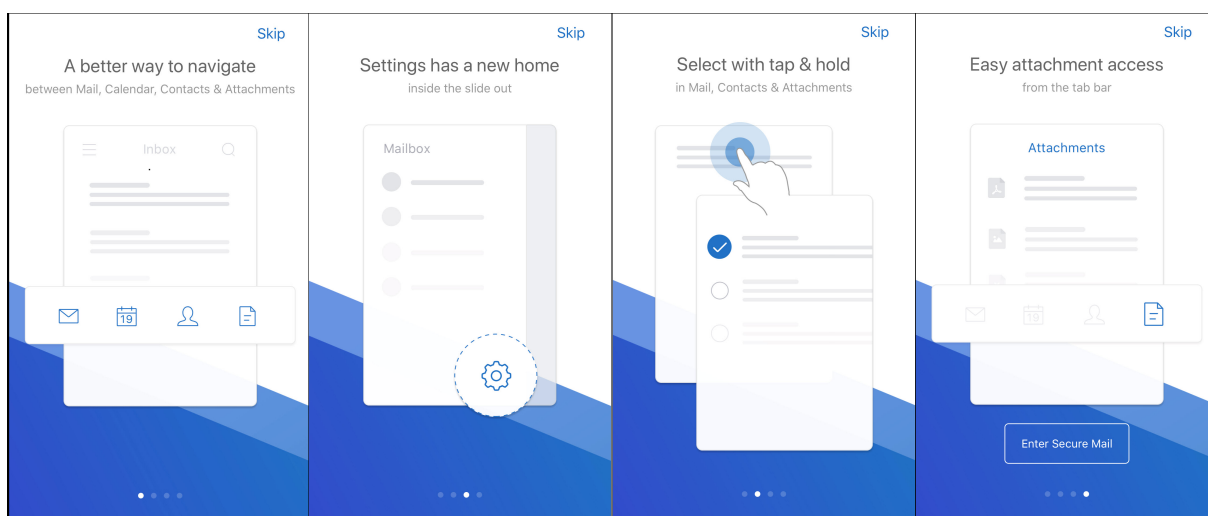 Skip
A better way to navigate
between Mail, Calendar, Contacts & Attachments
Inbox
19
Skip
Settings has a new home
inside the slide out
Mailbox
Skip
Select with tap & hold
in Mail, Contacts & Attachments
Skip
Easy attachment access
from the tab bar
Attachments
19
Enter Secure Mail